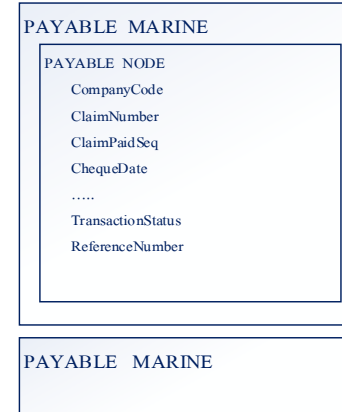 PAYABLE MARINE
PAYABLE NODE
CompanyCode
ClaimNumber
ClaimPaidSeq
ChequeDate
.....
TransactionStatus
ReferenceNumber
PAYABLE MARINE